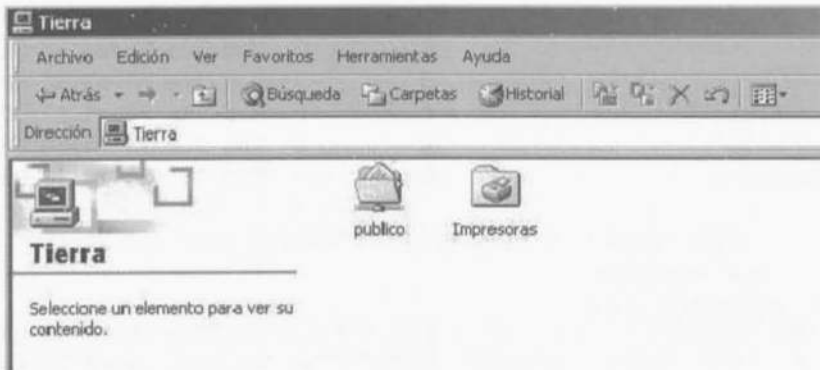 Tierra
Archivo Edición Ver Favoritos Herramientas Ayuda
Atrás Búsqueda Carpetas Historial
Dirección Tierra
publico Impresoras
Tierra
Seleccione un elemento para ver su
contenido.